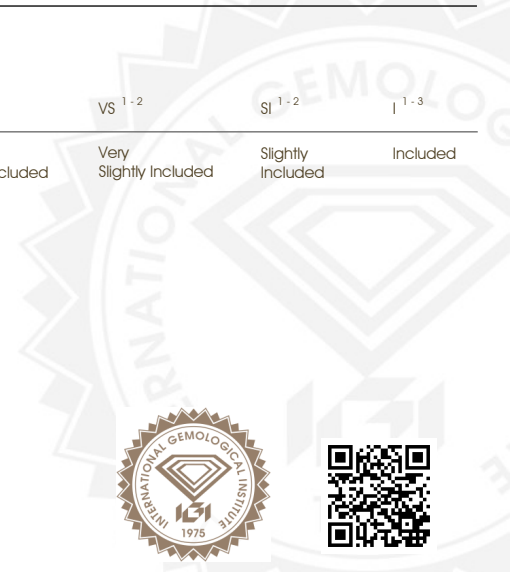 VS 1 - 2 SI 1 - 2 I 1 - 3
cluded Very Slightly Included Slightly Included Included
INTERNATIONAL GEMOLOGICAL INSTITUTE
IGI
1975